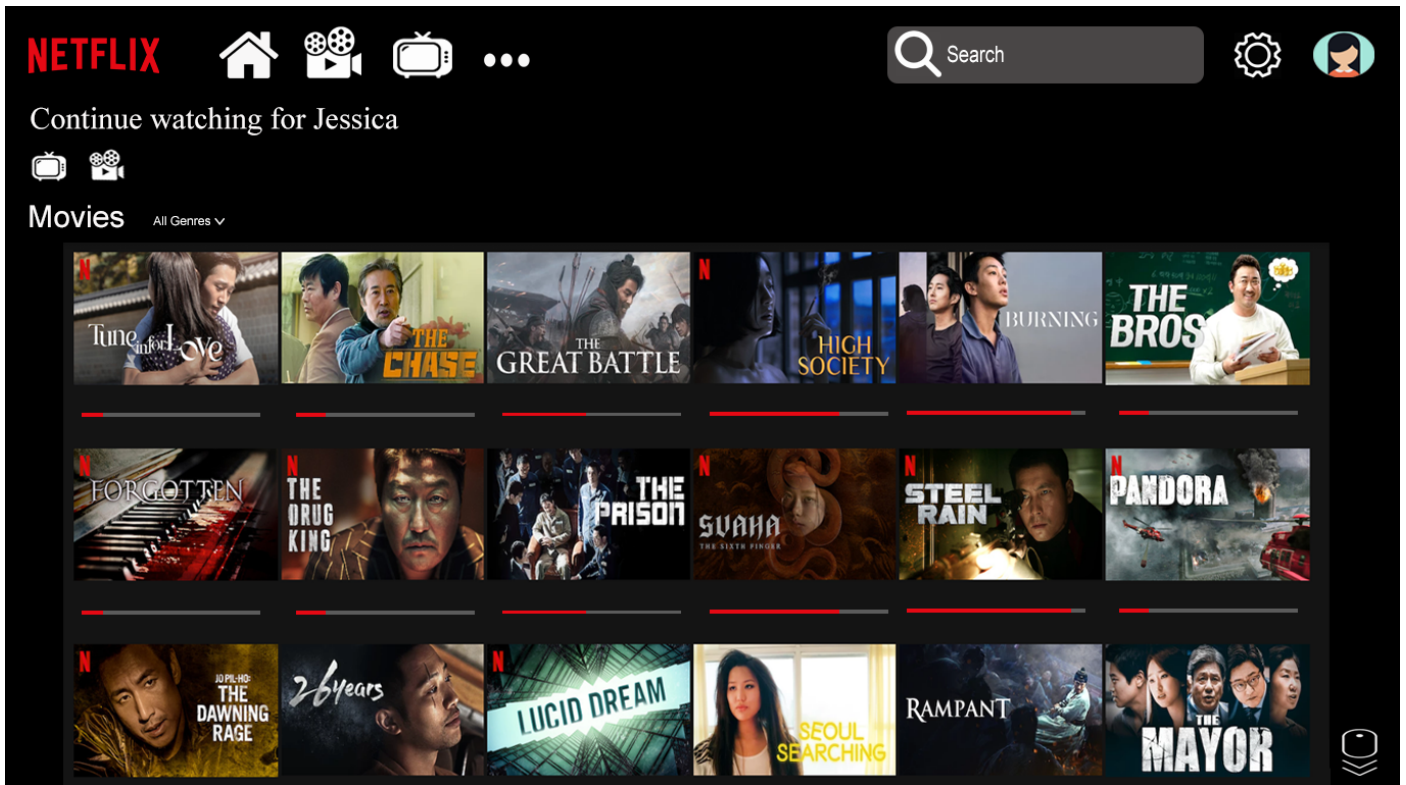 NETFLIX
Search
Continue watching for Jessica
Movies All Genres
N
Tune
in for Love
THE
CHASE
THE
GREAT BATTLE
N
HIGH
SOCIETY
BURNING
THE
BROS
N
FORGOTTEN
N
THE
DRUG
KING
THE
PRISON
N
SVAHA
THE SIXTH FINGER
N
STEEL
RAIN
N
PANDORA
N
JO PIL-HO:
THE
DAWNING
RAGE
26 years
N
LUCID DREAM
SEOUL
SEARCHING
RAMPANT
THE
MAYOR